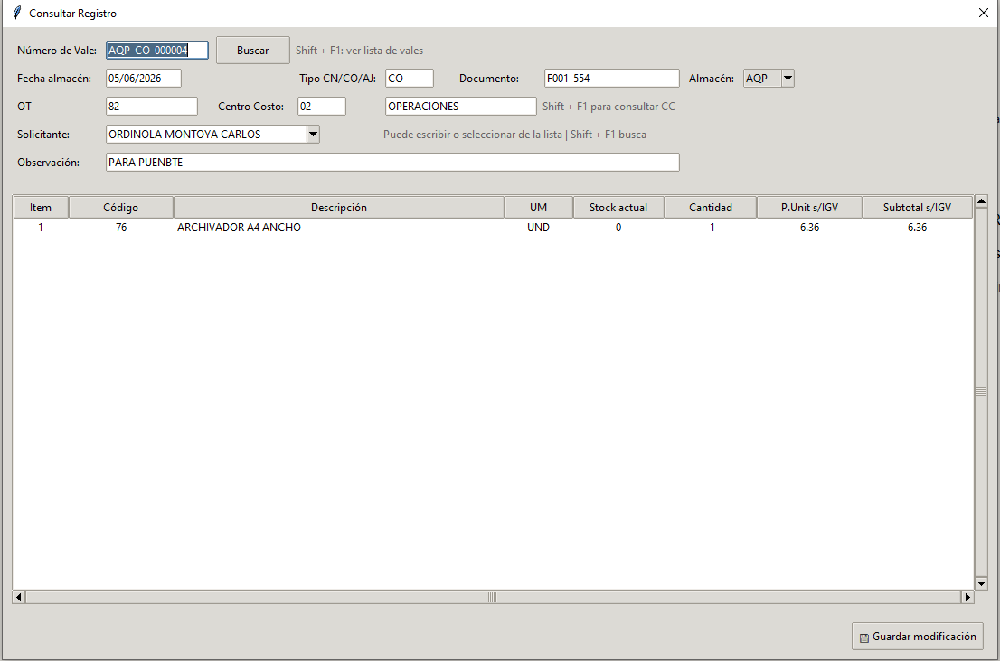 Consultar Registro
Número de Vale: AQP-CO-000004 Buscar Shift + F1: ver lista de vales
Fecha almacén: 05/06/2026 Tipo CN/CO/AJ: CO Documento: F001-554 Almacén: AQP
OT- 82 Centro Costo: 02 OPERACIONES Shift + F1 para consultar CC
Solicitante: ORDINOLA MONTOYA CARLOS Puede escribir o seleccionar de la lista | Shift + F1 busca
Observación: PARA PUENBTE
Item Código Descripción UM Stock actual Cantidad P.Unit s/IGV Subtotal s/IGV
1 76 ARCHIVADOR A4 ANCHO UND 0 -1 6.36 6.36
Guardar modificación